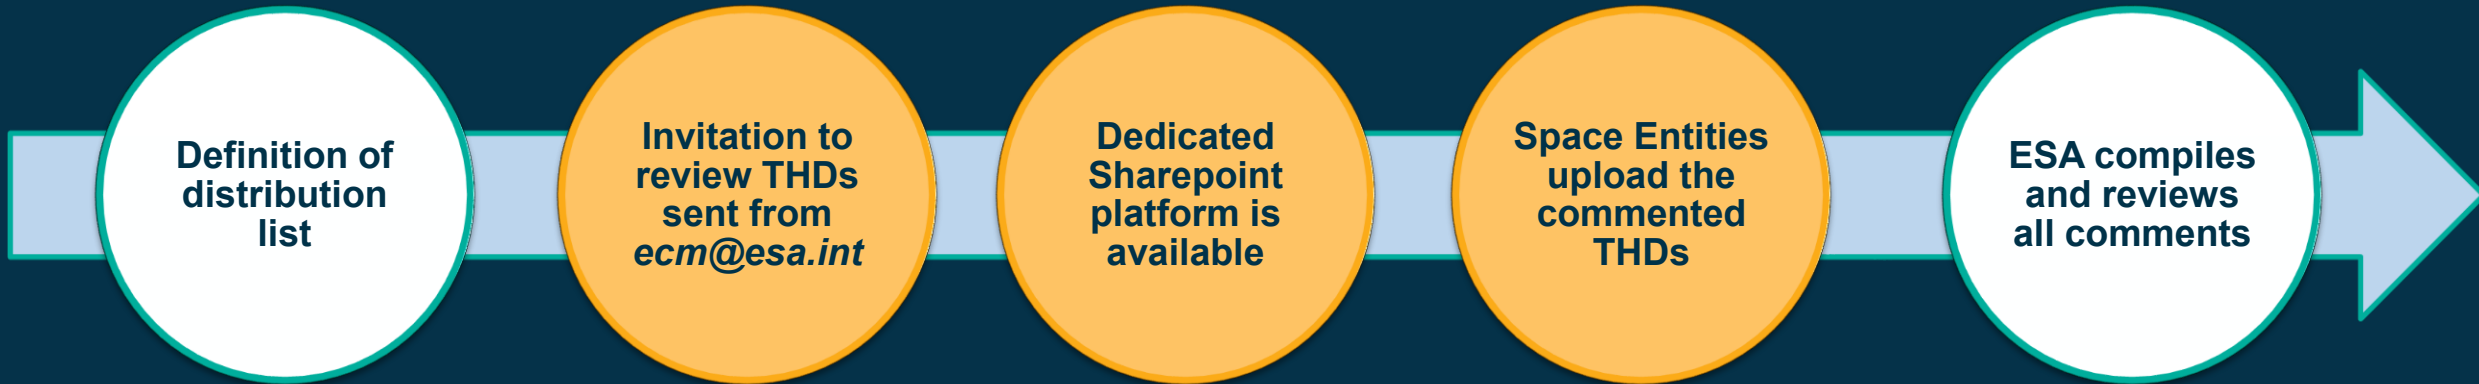 Definition of
distribution
list
Invitation to
review THDs
sent from
ecm@esa.int
Dedicated
Sharepoint
platform is
available
Space Entities
upload the
commented
THDs
ESA compiles
and reviews
all comments